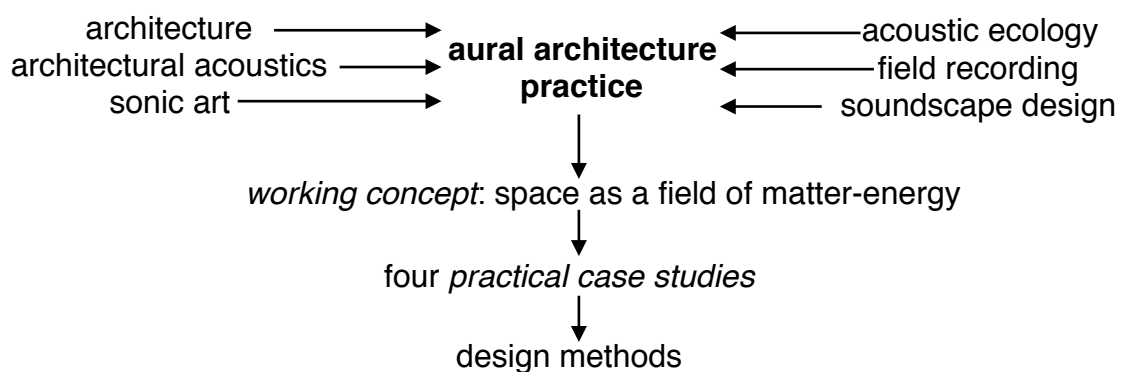 architecture
architectural acoustics
sonic art
aural architecture
practice
acoustic ecology
field recording
soundscape design
working concept: space as a field of matter-energy
four practical case studies
design methods